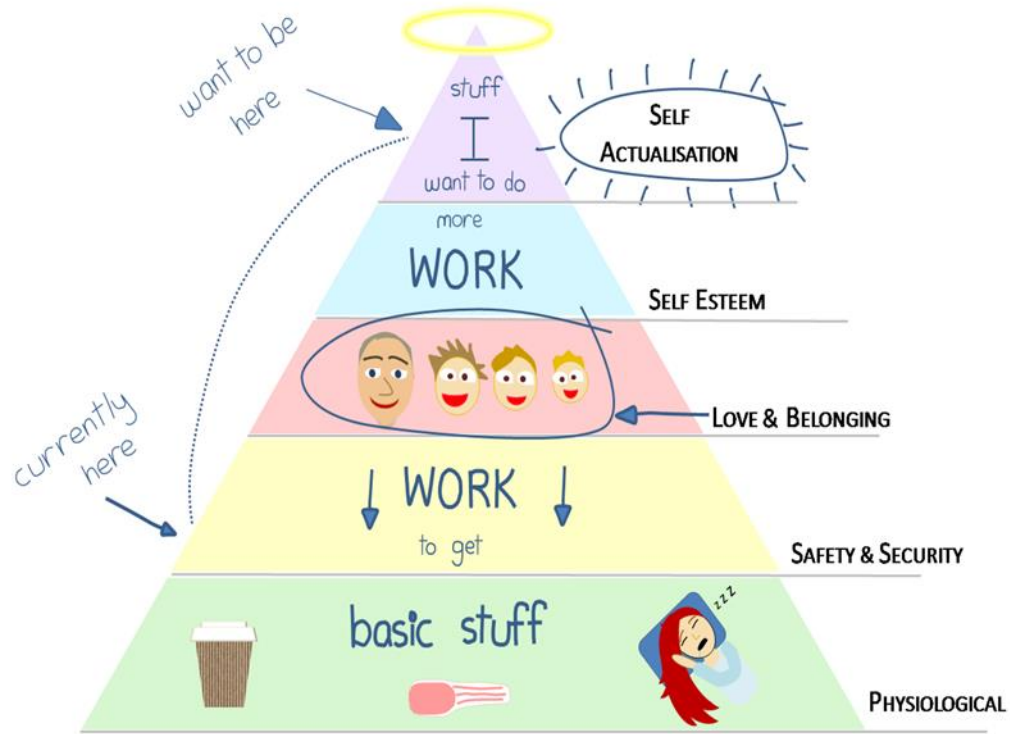 want to be
here
stuff
I
want to do
SELF
ACTUALISATION
more
WORK
SELF ESTEEM
LOVE & BELONGING
currently
here
WORK
to get
SAFETY & SECURITY
basic stuff
zzz
PHYSIOLOGICAL